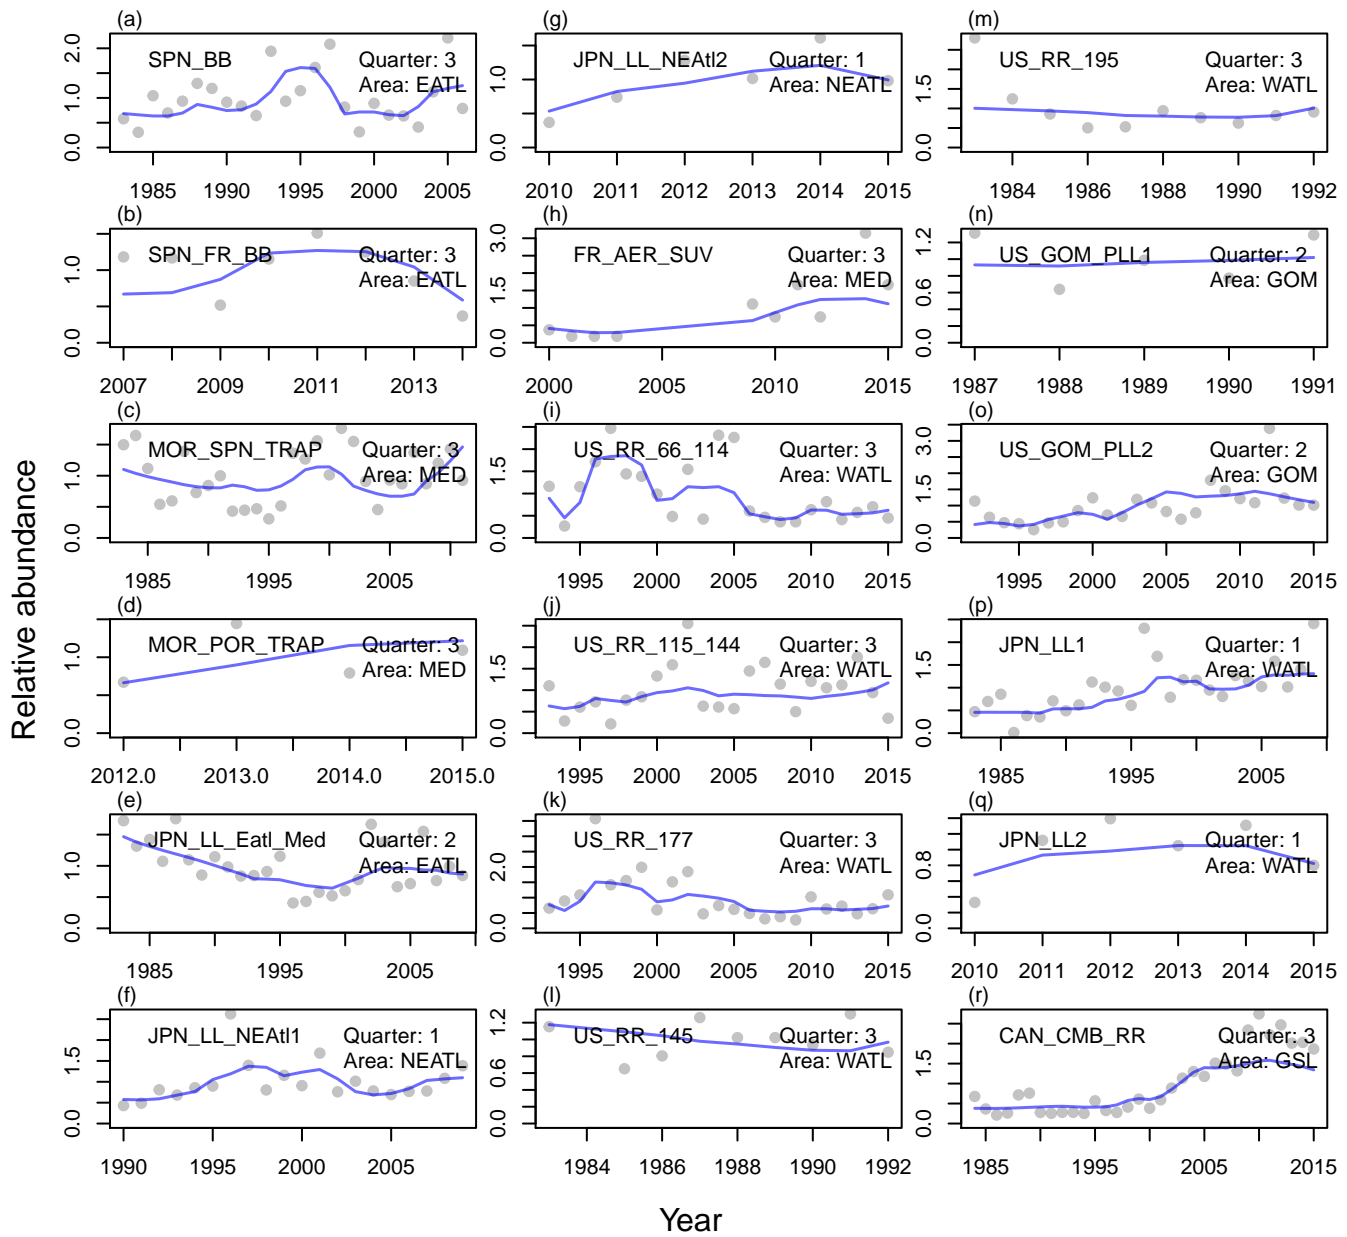 (a)
SPN_BB
Quarter: 3
Area: EATL
0.0 1.0 2.0
1985 1990 1995 2000 2006
(b)
SPN_FR_BB
Quarter: 3
Area: EATL
0.0 1.0
2007 2009 2011 2013
(c)
MOR_SPN_TRAP
Quarter: 3
Area: MED
0.0 1.0
1985 1995 2005
(d)
MOR_POR_TRAP
Quarter: 3
Area: MED
0.0 1.0
2012.0 2013.0 2014.0 2015.0
(e)
JPN_LL_Eatl_Med
Quarter: 2
Area: EATL
0.0 1.0
1985 1995 2005
(f)
JPN_LL_NEAtl1
Quarter: 1
Area: NEATL
0.0 1.5
1990 1995 2000 2005
(g)
JPN_LL_NEAtl2
Quarter: 1
Area: NEATL
0.0 1.0
2010 2011 2012 2013 2014 2015
(h)
FR_AER_SUV
Quarter: 3
Area: MED
0.0 1.5 3.0
2000 2005 2010 2015
(i)
US_RR_66_114
Quarter: 3
Area: WATL
0.0 1.5
1995 2000 2005 2010 2015
(j)
US_RR_115_144
Quarter: 3
Area: WATL
0.0 1.5
1995 2000 2005 2010 2015
(k)
US_RR_177
Quarter: 3
Area: WATL
0.0 2.0
1995 2000 2005 2010 2015
(l)
US_RR_145
Quarter: 3
Area: WATL
0.0 0.6 1.2
1984 1986 1988 1990 1992
(m)
US_RR_195
Quarter: 3
Area: WATL
0.0 1.5
1984 1986 1988 1990 1992
(n)
US_GOM_PLL1
Quarter: 2
Area: GOM
0.0 0.6 1.2
1987 1988 1989 1990 1991
(o)
US_GOM_PLL2
Quarter: 2
Area: GOM
0.0 1.5 3.0
1995 2000 2005 2010 2015
(p)
JPN_LL1
Quarter: 1
Area: WATL
0.0 1.5
1985 1995 2005
(q)
JPN_LL2
Quarter: 1
Area: WATL
0.0 0.8
2010 2011 2012 2013 2014 2015
(r)
CAN_CMB_RR
Quarter: 3
Area: GSL
0.0 1.5
1985 1995 2005 2015
Relative abundance
Year